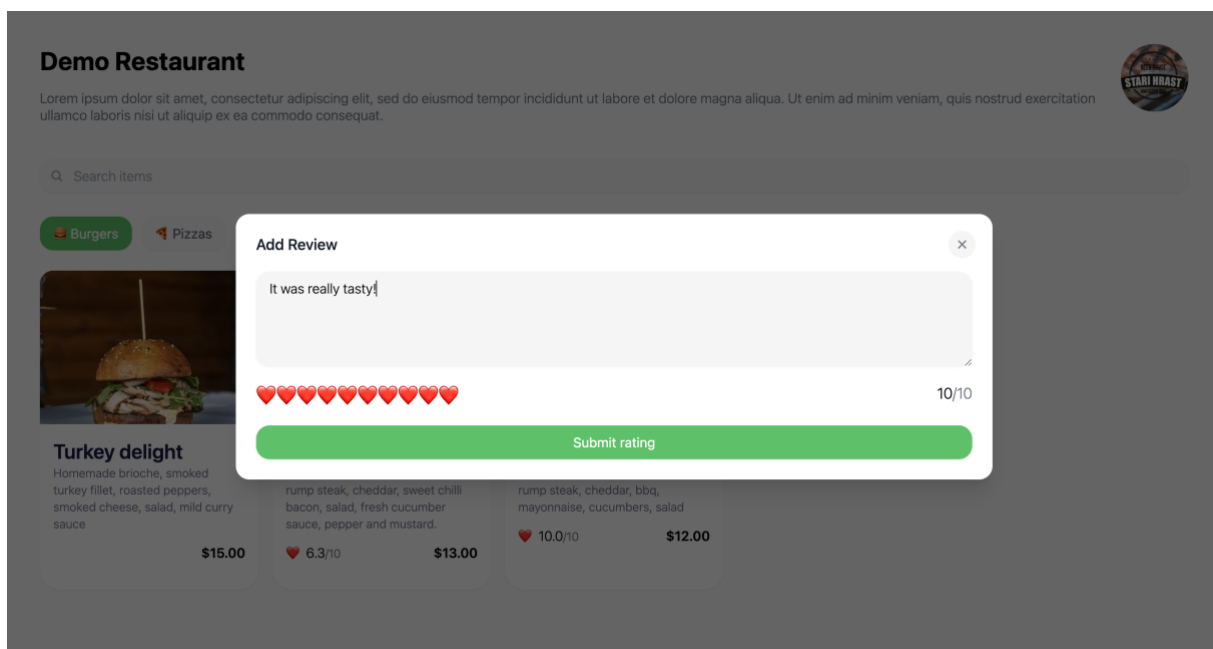 Demo Restaurant
Lorem ipsum dolor sit amet, consectetur adipiscing elit, sed do eiusmod tempor incididunt ut labore et dolore magna aliqua. Ut enim ad minim veniam, quis nostrud exercitation
ullamco laboris nisi ut aliquip ex ea commodo consequat.
STARI HRAST
Search items
Burgers
Pizzas
Add Review
It was really tasty!
10/10
Submit rating
Turkey delight
Homemade brioche, smoked
turkey fillet, roasted peppers,
smoked cheese, salad, mild curry
sauce
$15.00
rump steak, cheddar, sweet chilli
bacon, salad, fresh cucumber
sauce, pepper and mustard.
6.3/10
$13.00
rump steak, cheddar, bbq,
mayonnaise, cucumbers, salad
10.0/10
$12.00